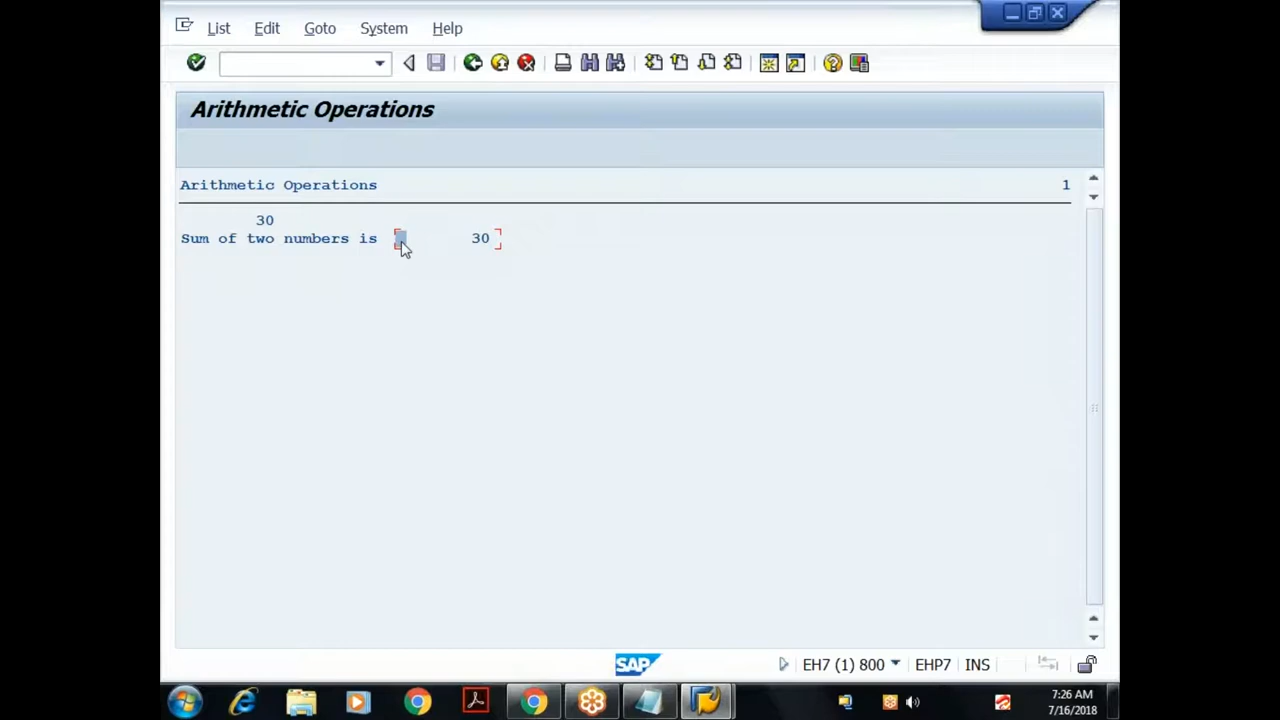 List Edit Goto System Help
Arithmetic Operations
Arithmetic Operations 1
30
Sum of two numbers is 30
SAP EH7 (1) 800 EHP7 INS
7:26 AM
7/16/2018